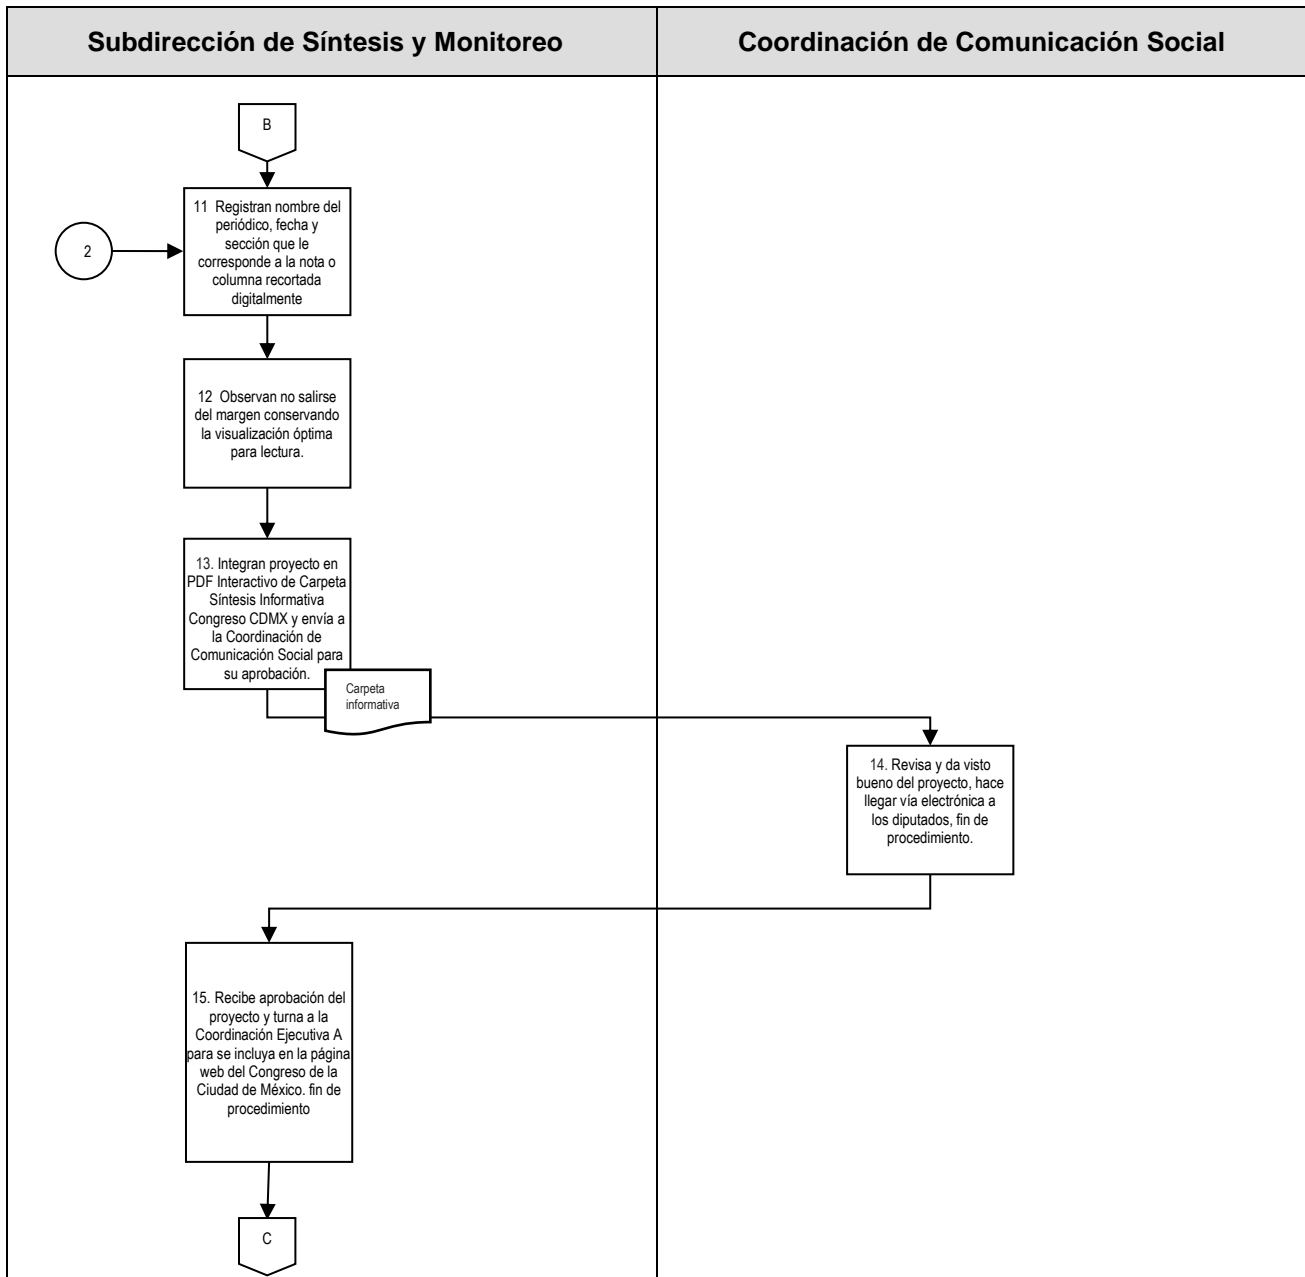 Subdirección de Síntesis y Monitoreo
Coordinación de Comunicación Social
B
11 Registran nombre del
periódico, fecha y
sección que le
corresponde a la nota o
columna recortada
digitalmente
2
12 Observan no salirse
del margen conservando
la visualización óptima
para lectura.
13. Integran proyecto en
PDF Interactivo de Carpeta
Síntesis Informativa
Congreso CDMX y envía a
la Coordinación de
Comunicación Social para
su aprobación.
Carpeta
informativa
14. Revisa y da visto
bueno del proyecto, hace
llegar vía electrónica a
los diputados, fin de
procedimiento.
15. Recibe aprobación del
proyecto y turna a la
Coordinación Ejecutiva A
para se incluya en la página
web del Congreso de la
Ciudad de México. fin de
procedimiento
C